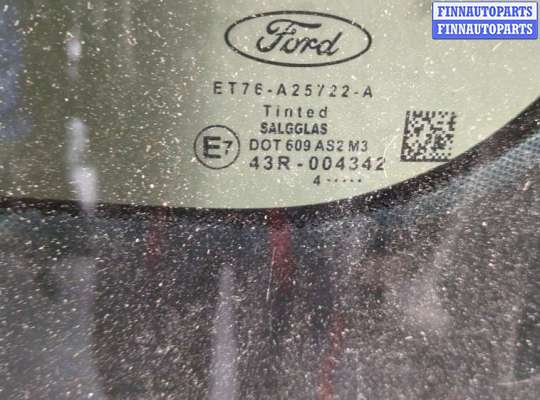 FINNAUTOPARTS
FINNAUTOPARTS
Ford
ET76-A25722-A
Tinted
SALGGLAS
E7 DOT 609 AS2 M3
43R-004342
4 .....